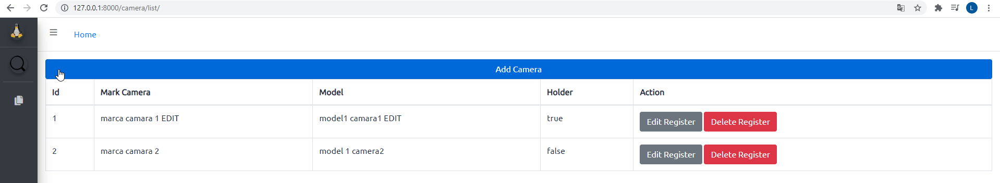 127.0.0.1:8000/camera/list/
L
Home
Add Camera
Id Mark Camera Model Holder Action
1 marca camara 1 EDIT model1 camara1 EDIT true Edit Register Delete Register
2 marca camara 2 model 1 camera2 false Edit Register Delete Register